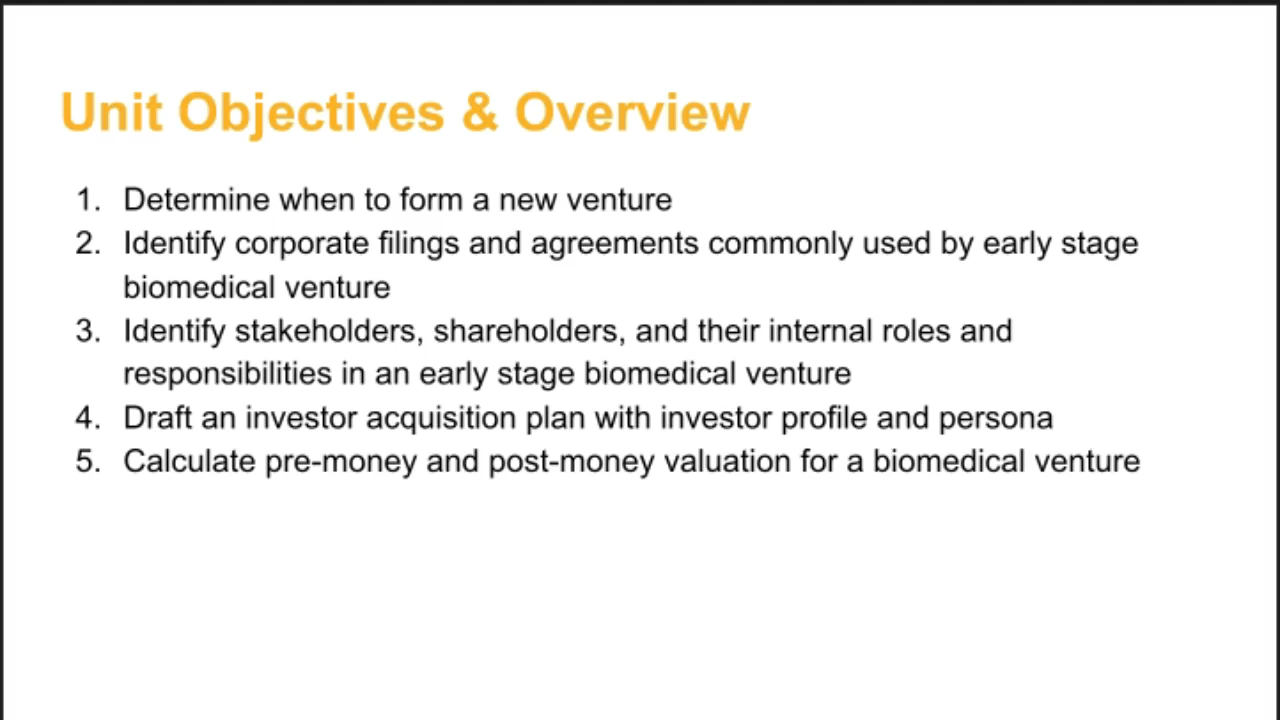 Unit Objectives & Overview
1. Determine when to form a new venture
2. Identify corporate filings and agreements commonly used by early stage
biomedical venture
3. Identify stakeholders, shareholders, and their internal roles and
responsibilities in an early stage biomedical venture
4. Draft an investor acquisition plan with investor profile and persona
5. Calculate pre-money and post-money valuation for a biomedical venture